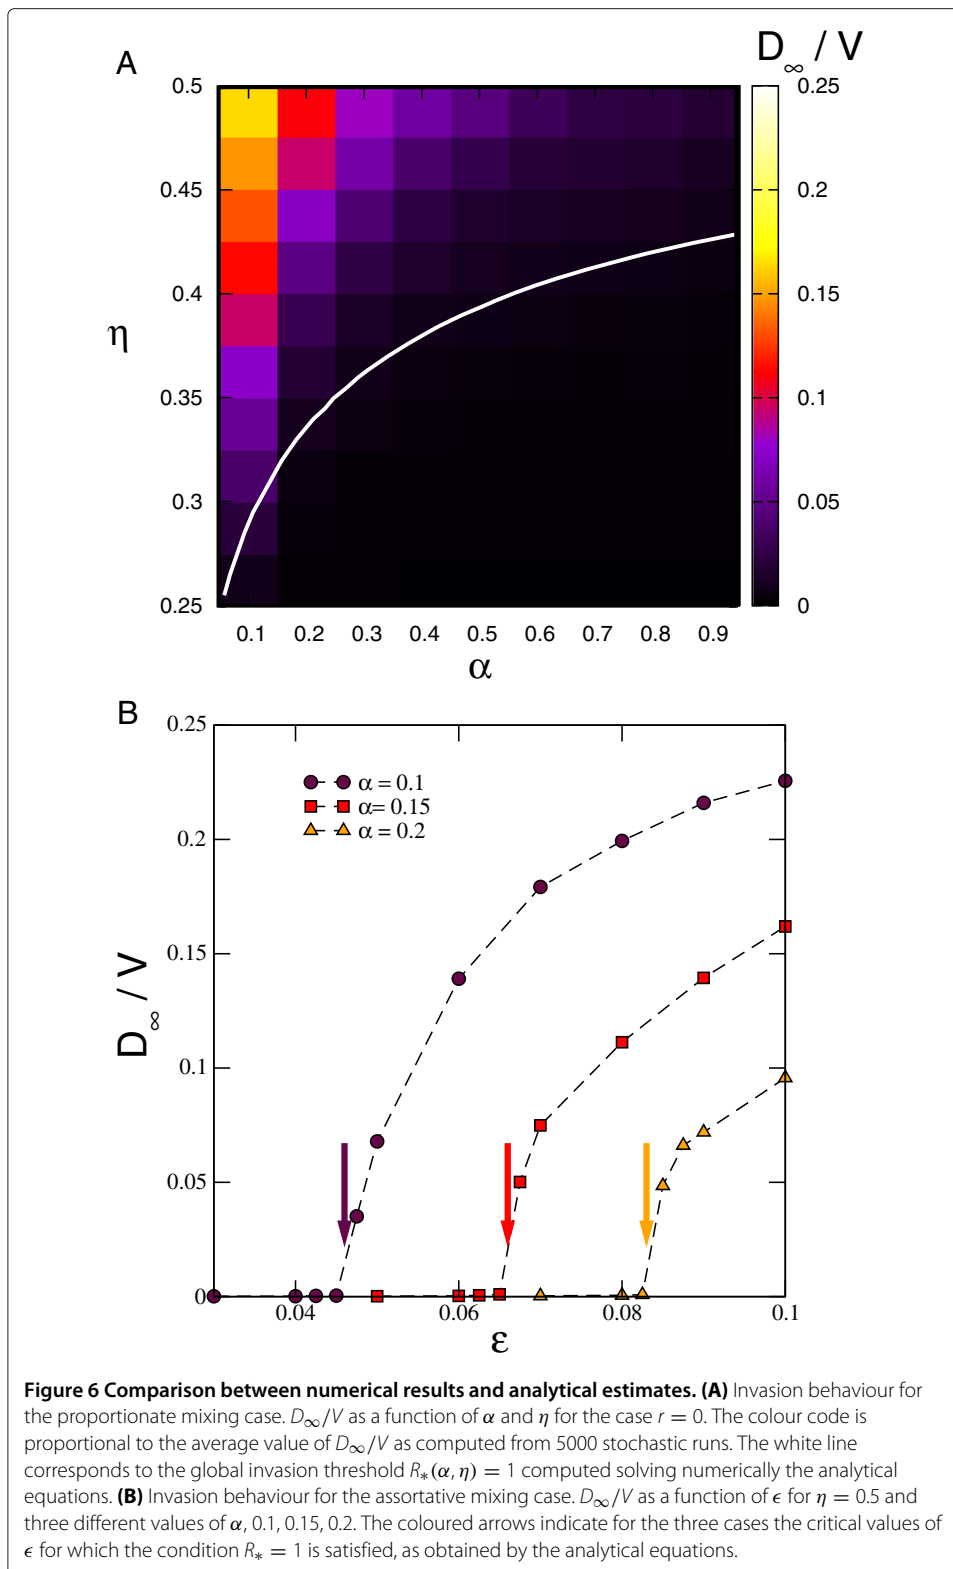 A
D∞ / V
0.5
0.45
0.4
0.35
0.3
0.25
η
0.1 0.2 0.3 0.4 0.5 0.6 0.7 0.8 0.9
α
0.25
0.2
0.15
0.1
0.05
0
B
0.25
0.2
0.15
0.1
0.05
0
D∞ / V
α = 0.1
α= 0.15
α = 0.2
0.04 0.06 0.08 0.1
ε
Figure 6 Comparison between numerical results and analytical estimates. (A) Invasion behaviour for
the proportionate mixing case. D∞/V as a function of α and η for the case r = 0. The colour code is
proportional to the average value of D∞/V as computed from 5000 stochastic runs. The white line
corresponds to the global invasion threshold R*(α, η) = 1 computed solving numerically the analytical
equations. (B) Invasion behaviour for the assortative mixing case. D∞/V as a function of ϵ for η = 0.5 and
three different values of α, 0.1, 0.15, 0.2. The coloured arrows indicate for the three cases the critical values of
ϵ for which the condition R* = 1 is satisfied, as obtained by the analytical equations.